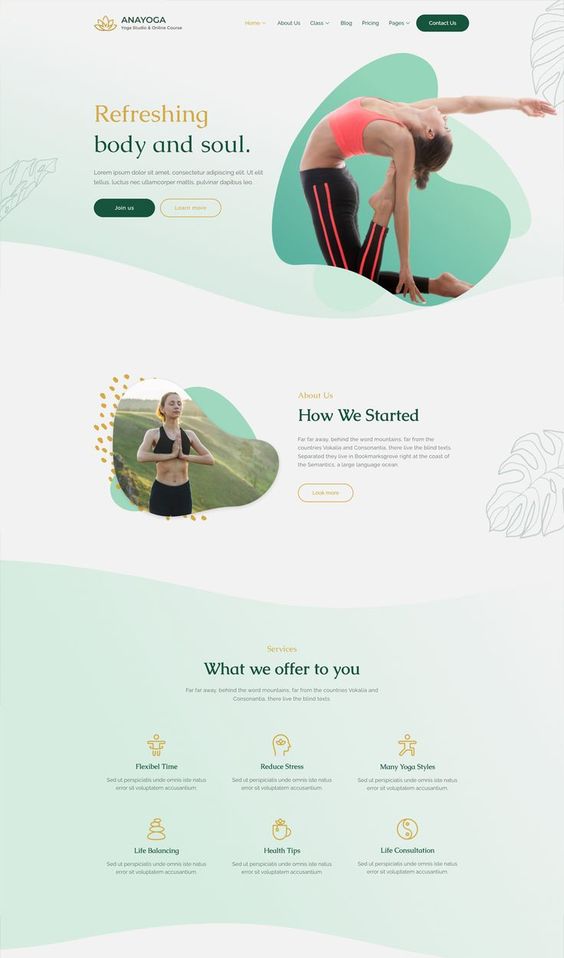 ANAYOGA
Yoga Studio & Online Course
Home About Us Class Blog Pricing Pages Contact Us
Refreshing
body and soul.
Lorem ipsum dolor sit amet, consectetur adipiscing elit. Ut elit
tellus, luctus nec ullamcorper mattis, pulvinar dapibus leo.
Join us Learn more
About Us
How We Started
Far far away, behind the word mountains, far from the
countries Vokalia and Consonantia, there live the blind texts.
Separated they live in Bookmarksgrove right at the coast of
the Semantics, a large language ocean.
Look more
Services
What we offer to you
Far far away, behind the word mountains, far from the countries Vokalia and
Consonantia, there live the blind texts.
Flexibel Time Reduce Stress Many Yoga Styles
Sed ut perspiciatis unde omnis iste natus Sed ut perspiciatis unde omnis iste natus Sed ut perspiciatis unde omnis iste natus
error sit voluptatem accusantium. error sit voluptatem accusantium. error sit voluptatem accusantium.
Life Balancing Health Tips Life Consultation
Sed ut perspiciatis unde omnis iste natus Sed ut perspiciatis unde omnis iste natus Sed ut perspiciatis unde omnis iste natus
error sit voluptatem accusantium. error sit voluptatem accusantium. error sit voluptatem accusantium.